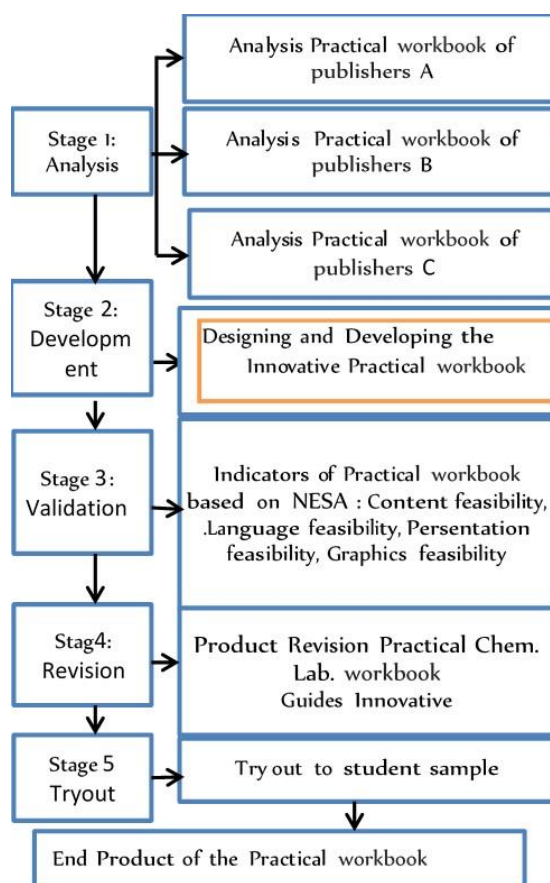 Analysis Practical workbook of
publishers A
Stage 1:
Analysis
Analysis Practical workbook of
publishers B
Analysis Practical workbook of
publishers C
Stage 2:
Developm
ent
Designing and Developing the
Innovative Practical workbook
Stage 3:
Validation
Indicators of Practical workbook
based on NESA : Content feasibility,
.Language feasibility, Persentation
feasibility, Graphics feasibility
Stag4:
Revision
Product Revision Practical Chem.
Lab. workbook
Guides Innovative
Stage 5
Tryout
Try out to student sample
End Product of the Practical workbook